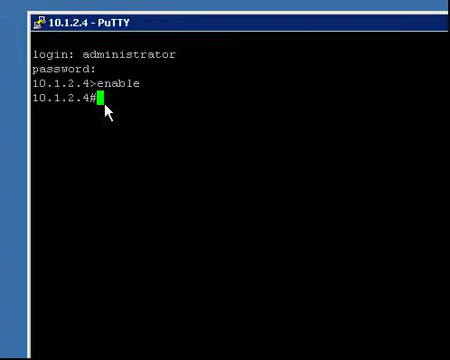 10.1.2.4 - PuTTY
login: administrator
password:
10.1.2.4>enable
10.1.2.4#